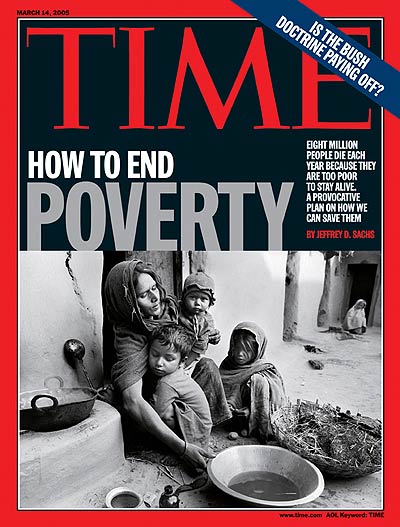 MARCH 14, 2005
IS THE BUSH
DOCTRINE PAYING OFF?
TIME
HOW TO END
POVERTY
EIGHT MILLION
PEOPLE DIE EACH
YEAR BECAUSE THEY
ARE TOO POOR
TO STAY ALIVE.
A PROVOCATIVE
PLAN ON HOW WE
CAN SAVE THEM
BY JEFFREY D. SACHS
www.time.com AOL Keyword: TIME